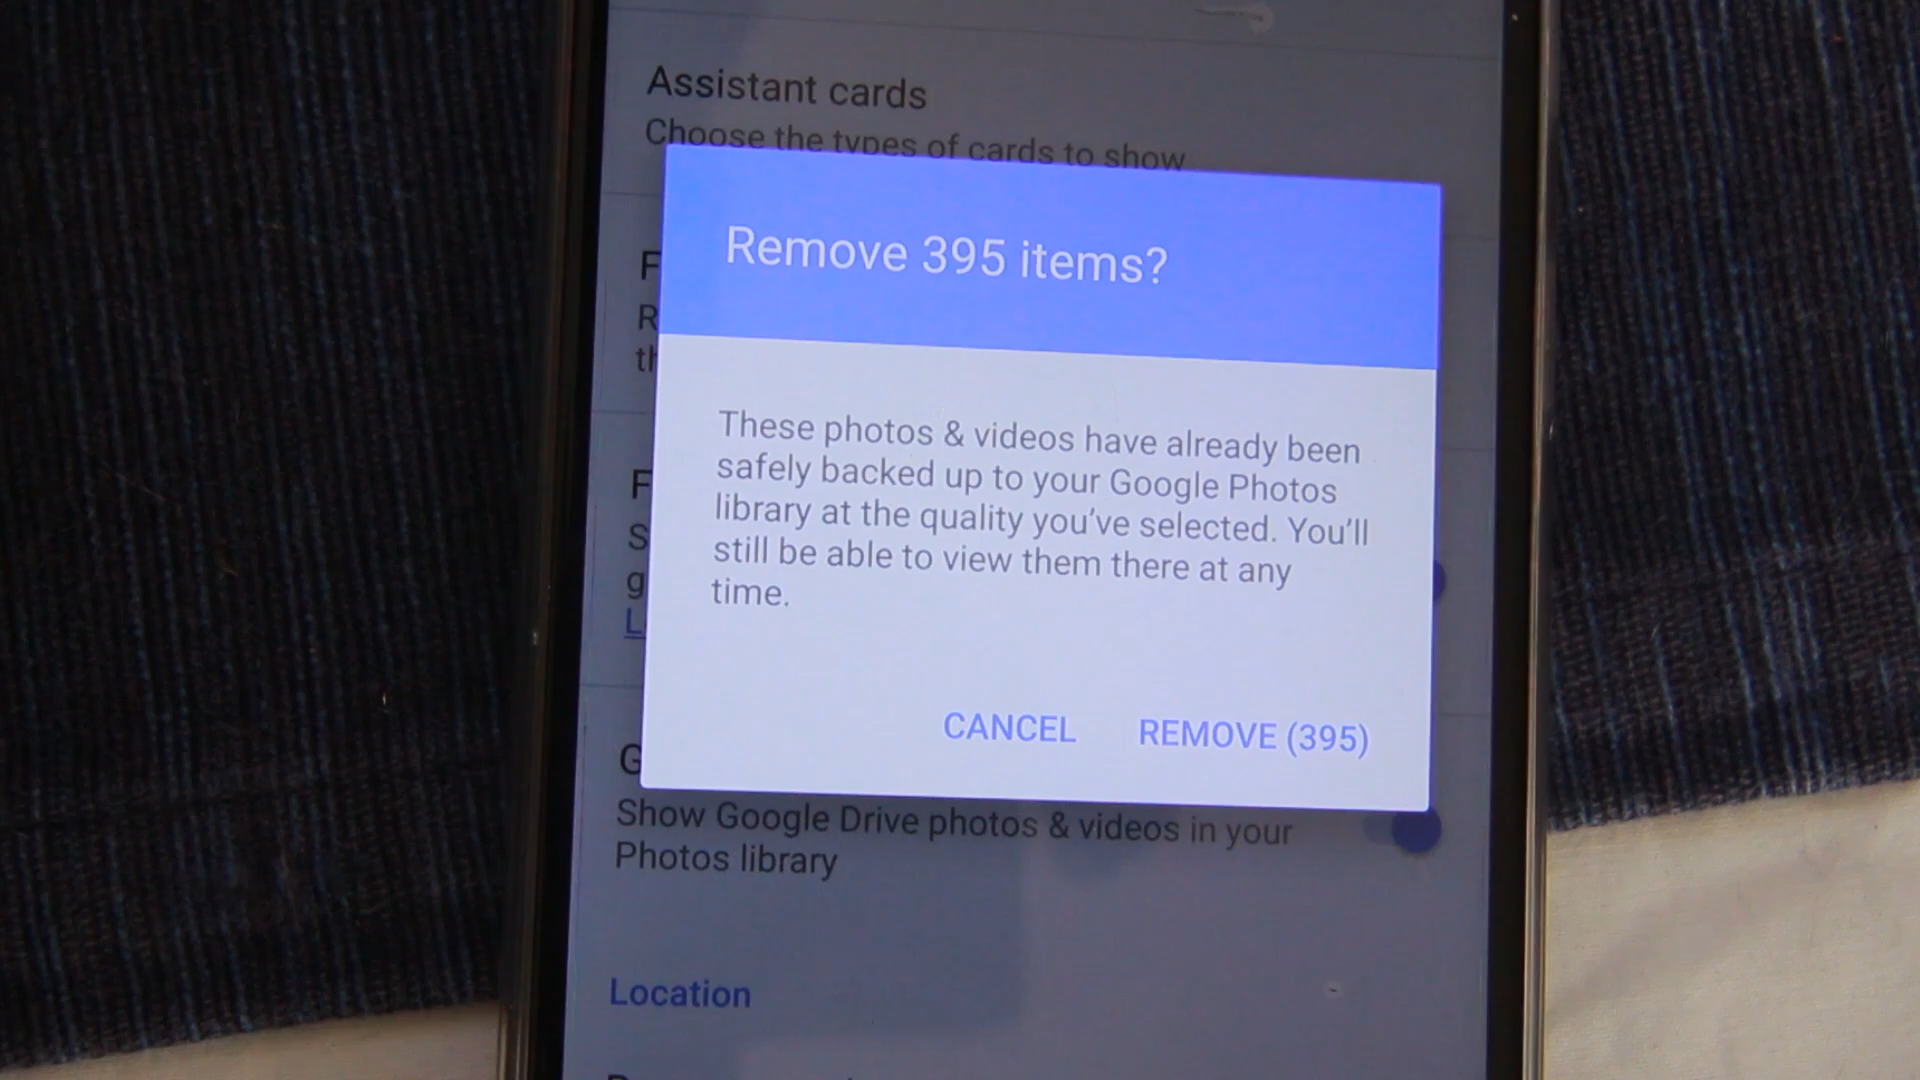 Assistant cards
Choose the types of cards to show
Remove 395 items?
These photos & videos have already been
safely backed up to your Google Photos
library at the quality you've selected. You'll
still be able to view them there at any
time.
CANCEL REMOVE (395)
Show Google Drive photos & videos in your
Photos library
Location